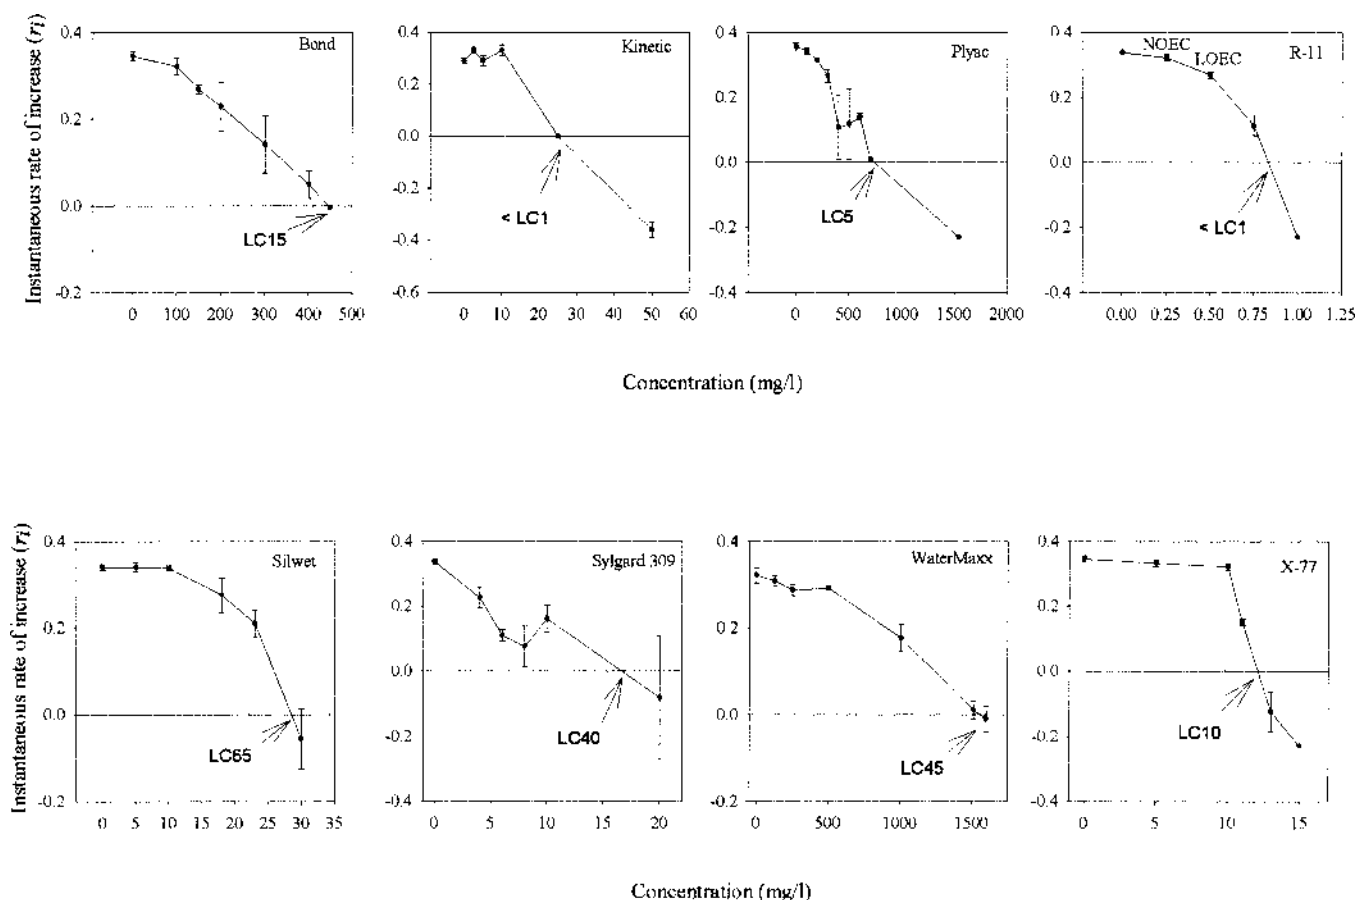 Instantaneous rate of increase (ri)
0.4
0.2
0.0
-0.2
Bond
LC15
0 100 200 300 400 500
0.4
0.2
0.0
-0.2
-0.4
-0.6
Kinetic
< LC1
0 10 20 30 40 50 60
0.4
0.2
0.0
-0.2
-0.4
Plyac
LC5
0 500 1000 1500 2000
0.4
0.2
0.0
-0.2
-0.4
NOEC
LOEC
R-11
< LC1
0.00 0.25 0.50 0.75 1.00 1.25
Concentration (mg/l)
Instantaneous rate of increase (ri)
0.4
0.2
0.0
-0.2
Silwet
LC65
0 5 10 15 20 25 30 35
0.4
0.2
0.0
-0.2
-0.4
Sylgard 309
LC40
0 5 10 15 20
0.4
0.2
0.0
-0.2
WaterMaxx
LC45
0 500 1000 1500
0.4
0.2
0.0
-0.2
-0.4
X-77
LC10
0 5 10 15
Concentration (mg/l)